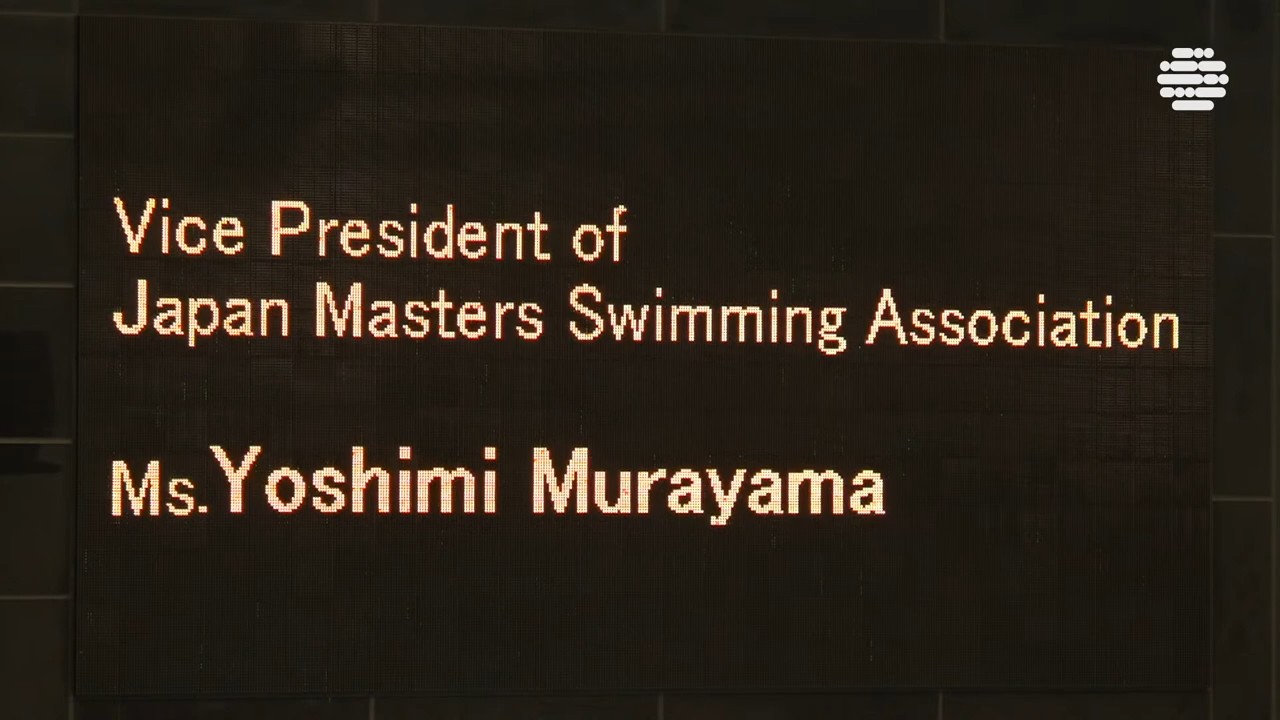 Vice President of
Japan Masters Swimming Association
Ms.Yoshimi Murayama